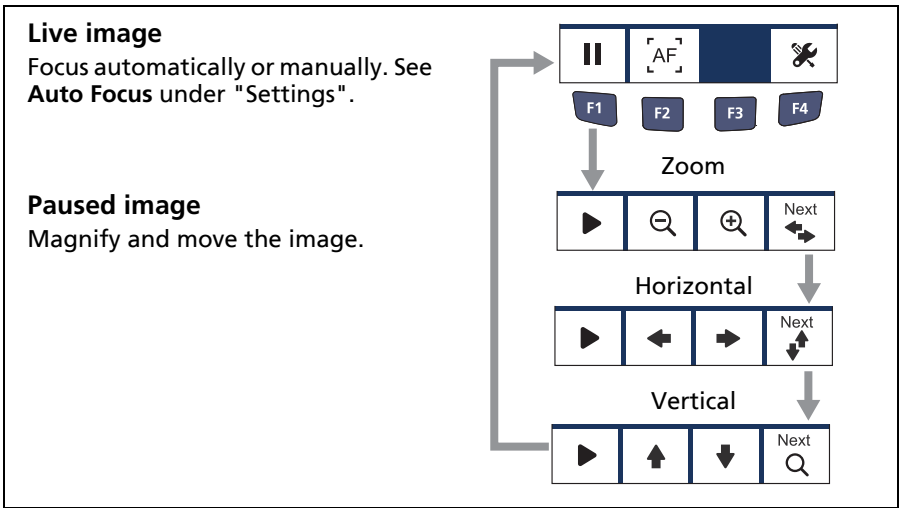 Live image
Focus automatically or manually. See
Auto Focus under "Settings".
AF
F1
F2
F3
F4
Zoom
Paused image
Magnify and move the image.
Next
Horizontal
Next
Vertical
Next